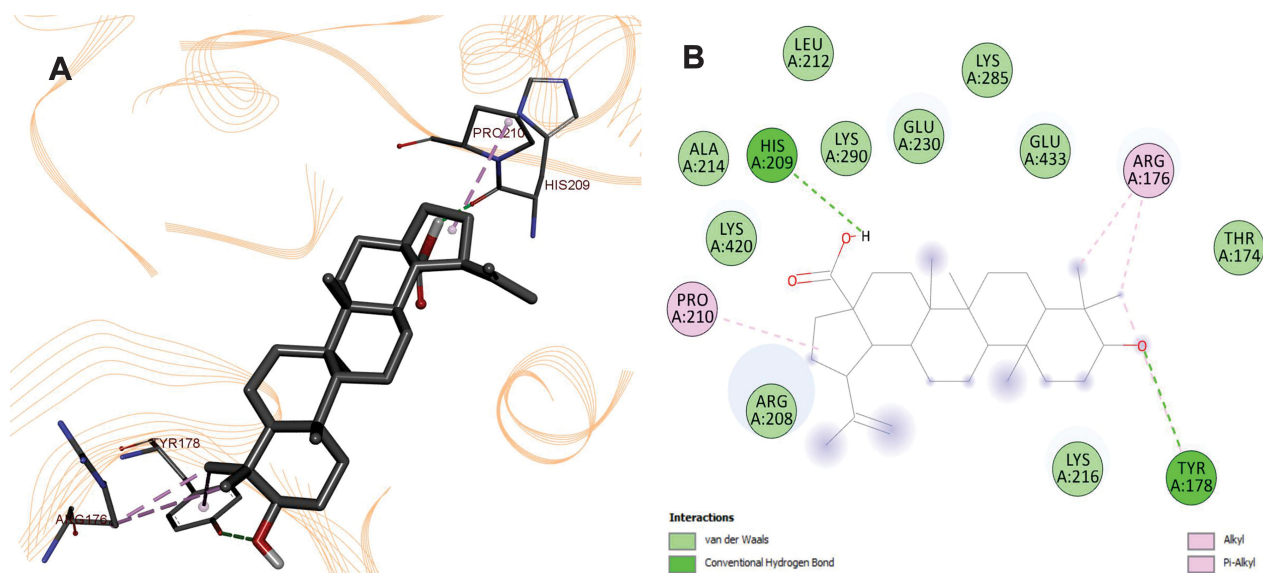 A
PRO210
HIS209
TYR178
ARG176
B
LEU
A:212
LYS
A:285
ALA
A:214
HIS
A:209
LYS
A:290
GLU
A:230
GLU
A:433
ARG
A:176
LYS
A:420
THR
A:174
O
H
O
PRO
A:210
O
ARG
A:208
LYS
A:216
TYR
A:178
Interactions
van der Waals
Conventional Hydrogen Bond
Alkyl
Pi-Alkyl